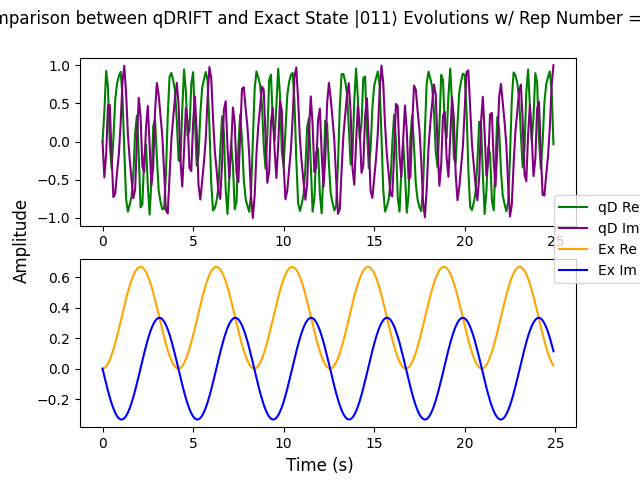 mparison between qDRIFT and Exact State |011⟩ Evolutions w/ Rep Number =
1.0
0.5
0.0
−0.5
−1.0
0 5 10 15 20 25
qD Re
qD Im
Ex Re
Ex Im
Amplitude
0.6
0.4
0.2
0.0
−0.2
0 5 10 15 20 25
Time (s)